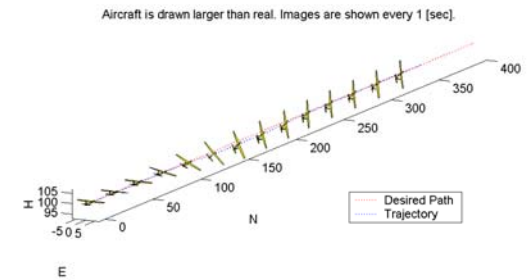 Aircraft is drawn larger than real. Images are shown every 1 [sec].
400
350
300
250
200
150
100
50
0
105
100
95
H
-5 0 5
N
E
Desired Path
Trajectory